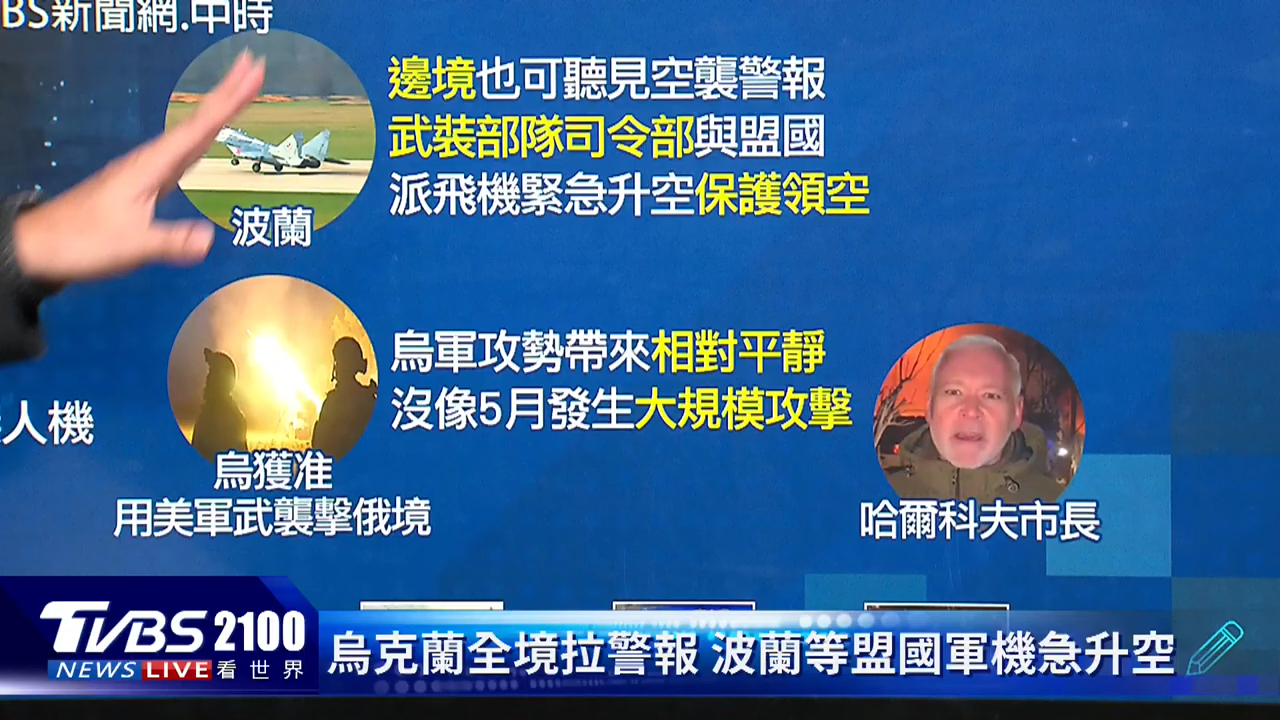 BS新聞網.中時
邊境也可聽見空襲警報
武裝部隊司令部與盟國
派飛機緊急升空保護領空
波蘭
烏軍攻勢帶來相對平靜
沒像5月發生大規模攻擊
人機
烏獲准
用美軍武襲擊俄境
哈爾科夫市長
TVBS 2100
NEWS LIVE 看世界
烏克蘭全境拉警報 波蘭等盟國軍機急升空